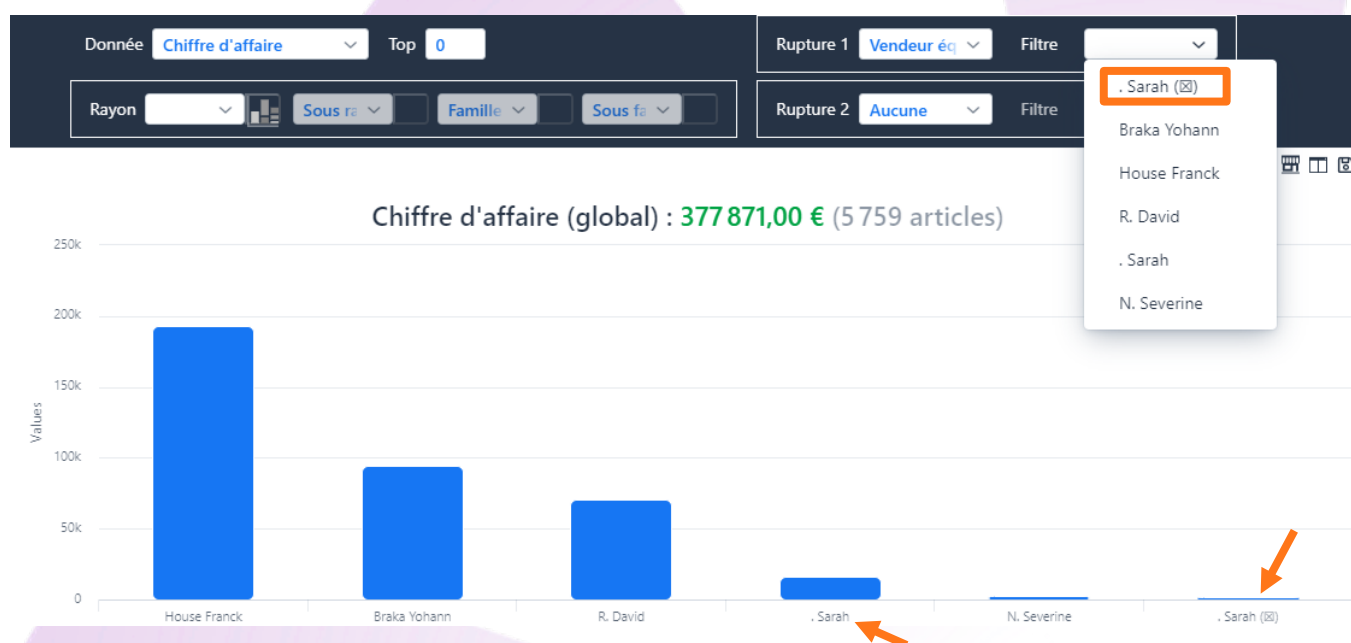 Donnée Chiffre d'affaire Top 0 Rupture 1 Vendeur éq Filtre
Rayon Sous ra Famille Sous fa Rupture 2 Aucune Filtre
. Sarah (☒)
Braka Yohann
House Franck
R. David
. Sarah
N. Severine
Chiffre d'affaire (global) : 377 871,00 € (5 759 articles)
Values
250k
200k
150k
100k
50k
0
House Franck Braka Yohann R. David . Sarah N. Severine . Sarah (☒)